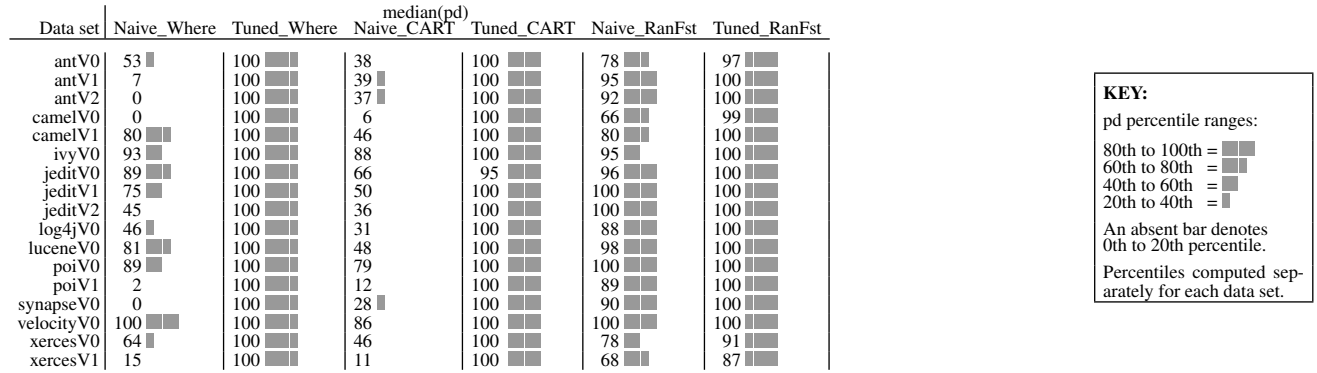 median(pd)
Data set Naive_Where Tuned_Where Naive_CART Tuned_CART Naive_RanFst Tuned_RanFst
antV0 53 100 38 100 78 97
antV1 7 100 39 100 95 100
antV2 0 100 37 100 92 100
camelV0 0 100 6 100 66 99
camelV1 80 100 46 100 80 100
ivyV0 93 100 88 100 95 100
jeditV0 89 100 66 95 96 100
jeditV1 75 100 50 100 100 100
jeditV2 45 100 36 100 100 100
log4jV0 46 100 31 100 88 100
luceneV0 81 100 48 100 98 100
poiV0 89 100 79 100 100 100
poiV1 2 100 12 100 89 100
synapseV0 0 100 28 100 90 100
velocityV0 100 100 86 100 100 100
xercesV0 64 100 46 100 78 91
xercesV1 15 100 11 100 68 87
KEY:
pd percentile ranges:
80th to 100th =
60th to 80th =
40th to 60th =
20th to 40th =
An absent bar denotes
0th to 20th percentile.
Percentiles computed sep-
arately for each data set.